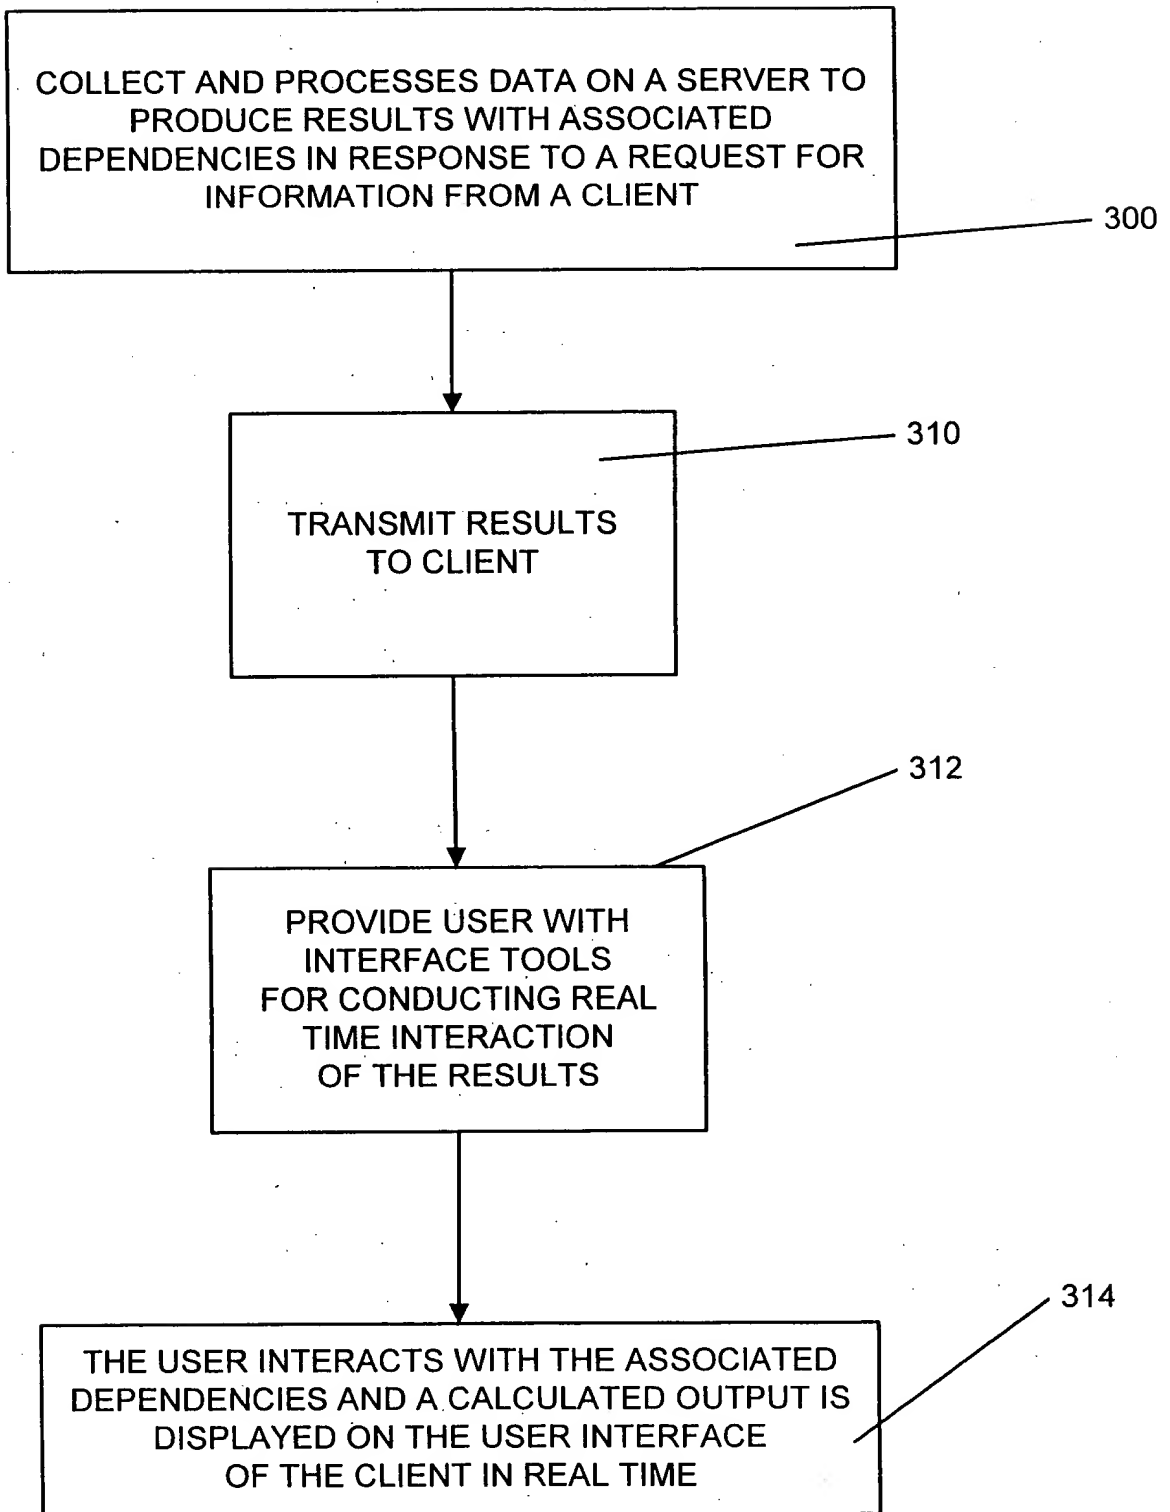 COLLECT AND PROCESSES DATA ON A SERVER TO
PRODUCE RESULTS WITH ASSOCIATED
DEPENDENCIES IN RESPONSE TO A REQUEST FOR
INFORMATION FROM A CLIENT
300
310
TRANSMIT RESULTS
TO CLIENT
312
PROVIDE USER WITH
INTERFACE TOOLS
FOR CONDUCTING REAL
TIME INTERACTION
OF THE RESULTS
314
THE USER INTERACTS WITH THE ASSOCIATED
DEPENDENCIES AND A CALCULATED OUTPUT IS
DISPLAYED ON THE USER INTERFACE
OF THE CLIENT IN REAL TIME